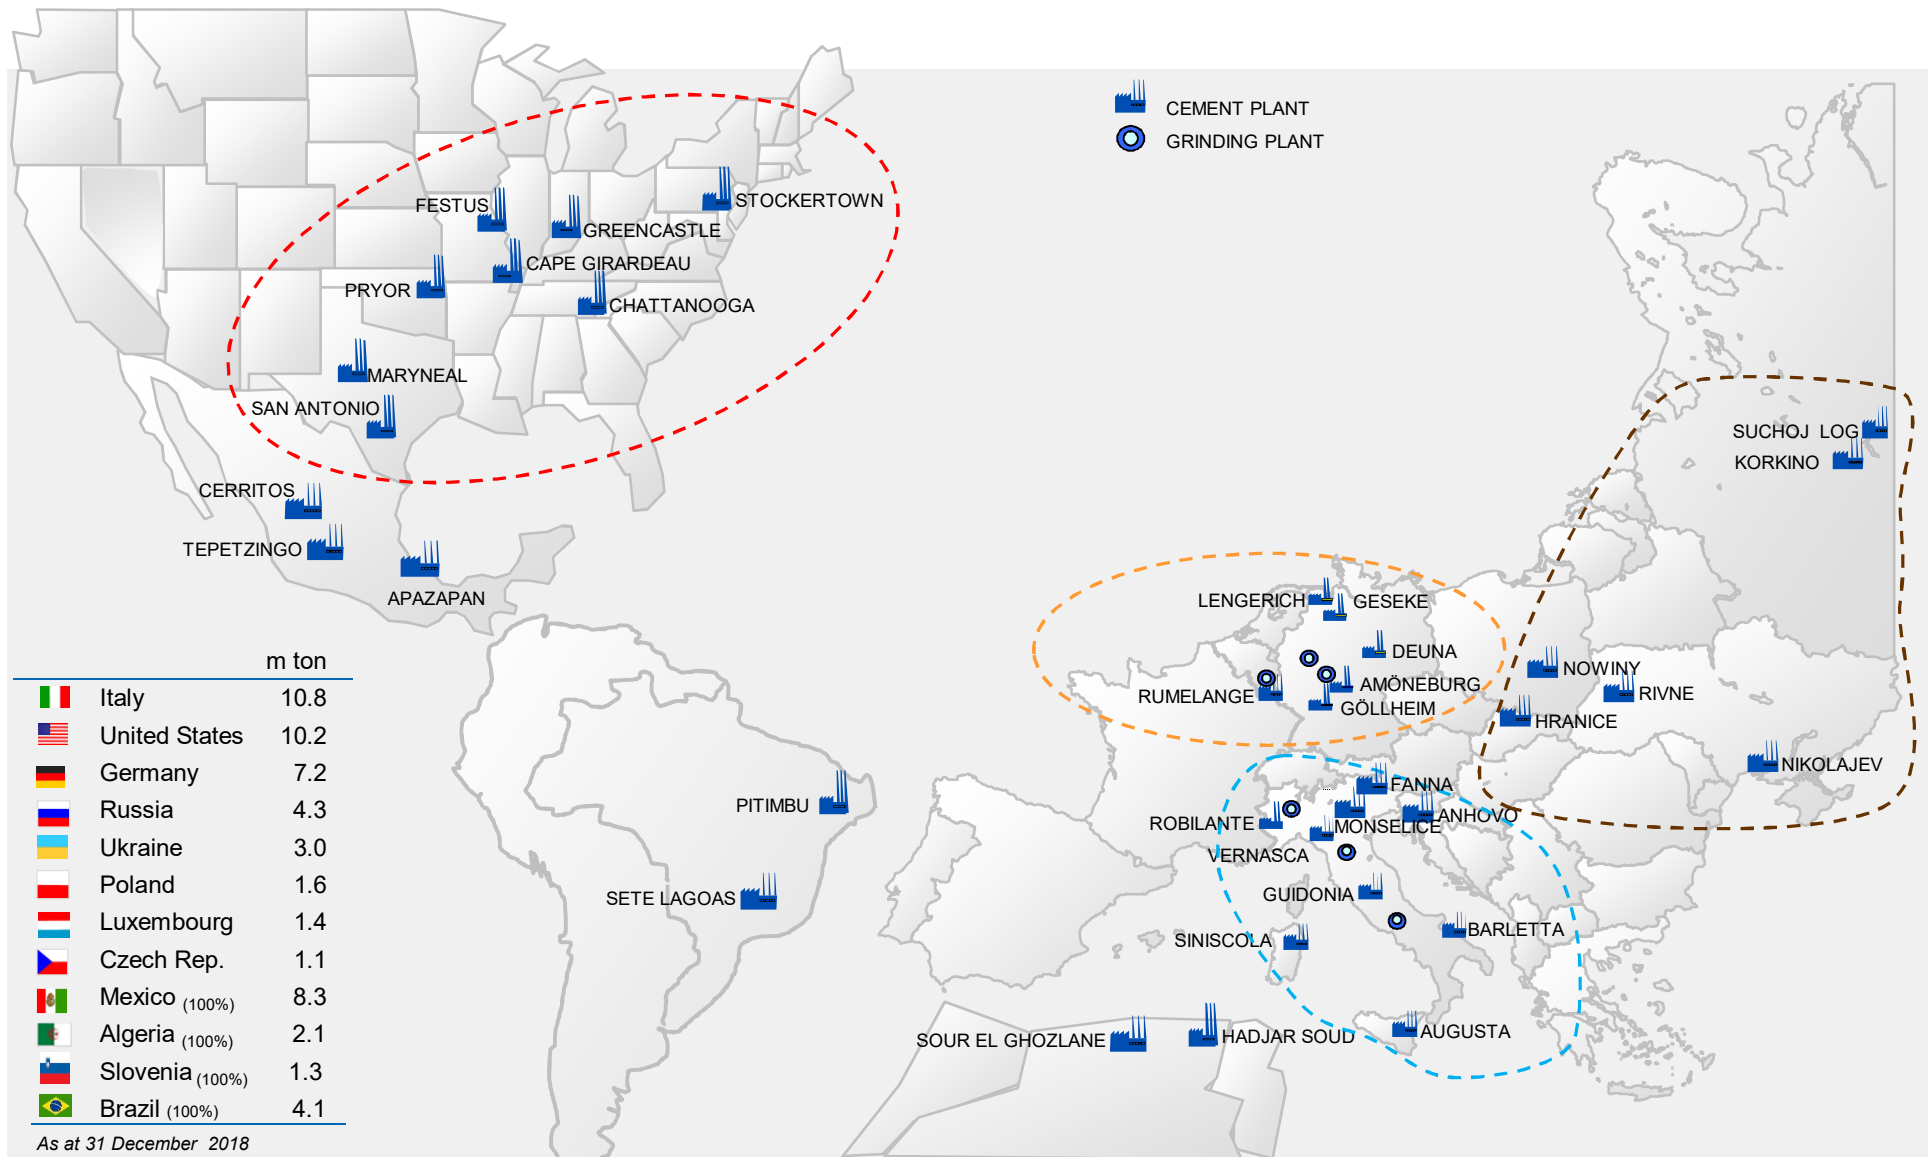 CEMENT PLANT
GRINDING PLANT
FESTUS
STOCKERTOWN
GREENCASTLE
CAPE GIRARDEAU
PRYOR
CHATTANOOGA
MARYNEAL
SAN ANTONIO
CERRITOS
TEPETZINGO
APAZAPAN
SUCHOJ LOG
KORKINO
LENGERICH
GESEKE
DEUNA
NOWINY
AMÖNEBURG
RUMELANGE
GÖLLHEIM
RIVNE
HRANICE
NIKOLAJEV
FANNA
PITIMBU
ROBILANTE
MONSELICE
ANHOVO
VERNASCA
GUIDONIA
SETE LAGOAS
BARLETTA
SINISCOLA
AUGUSTA
SOUR EL GHOZLANE
HADJAR SOUD
m ton
Italy 10.8
United States 10.2
Germany 7.2
Russia 4.3
Ukraine 3.0
Poland 1.6
Luxembourg 1.4
Czech Rep. 1.1
Mexico (100%) 8.3
Algeria (100%) 2.1
Slovenia (100%) 1.3
Brazil (100%) 4.1
As at 31 December 2018